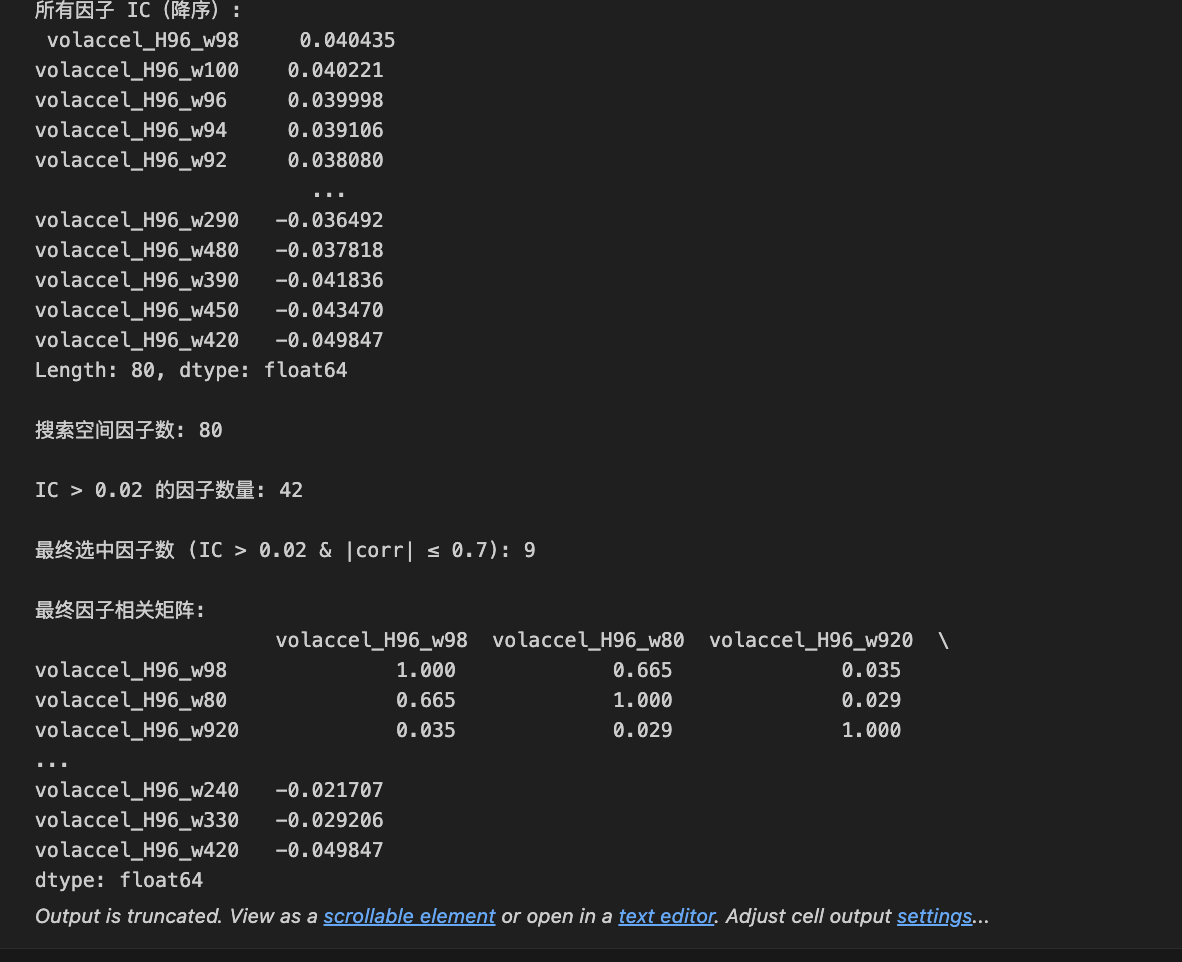 所有因子 IC（降序）:
volaccel_H96_w98     0.040435
volaccel_H96_w100    0.040221
volaccel_H96_w96     0.039998
volaccel_H96_w94     0.039106
volaccel_H96_w92     0.038080
...
volaccel_H96_w290   -0.036492
volaccel_H96_w480   -0.037818
volaccel_H96_w390   -0.041836
volaccel_H96_w450   -0.043470
volaccel_H96_w420   -0.049847
Length: 80, dtype: float64
搜索空间因子数: 80
IC > 0.02 的因子数量: 42
最终选中因子数 (IC > 0.02 & |corr| ≤ 0.7): 9
最终因子相关矩阵:
volaccel_H96_w98  volaccel_H96_w80  volaccel_H96_w920  \
volaccel_H96_w98              1.000             0.665              0.035
volaccel_H96_w80              0.665             1.000              0.029
volaccel_H96_w920             0.035             0.029              1.000
...
volaccel_H96_w240   -0.021707
volaccel_H96_w330   -0.029206
volaccel_H96_w420   -0.049847
dtype: float64
Output is truncated. View as a scrollable element or open in a text editor. Adjust cell output settings...